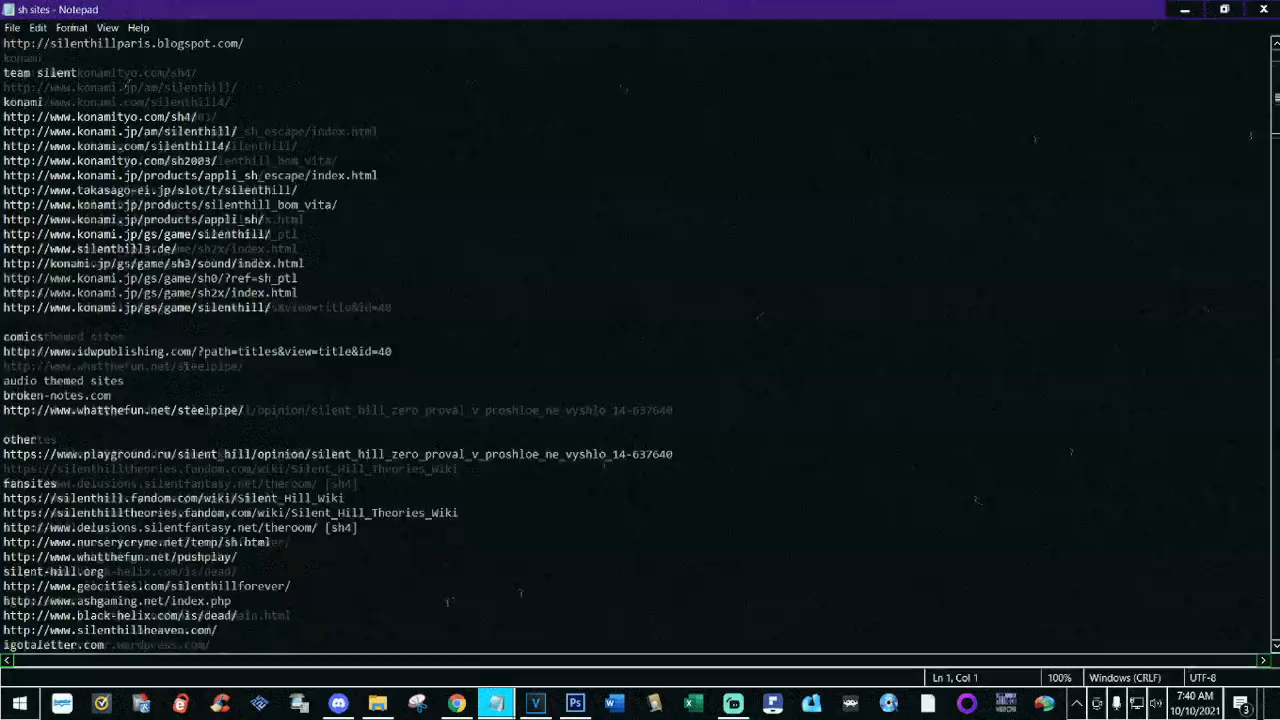 sh sites - Notepad
File Edit Format View Help
http://silenthillparis.blogspot.com/
konami
team silent
konami
http://www.konamityo.com/sh4/
http://www.konami.jp/am/silenthill/
http://www.konami.com/silenthill4/
http://www.konamityo.com/sh2003/
http://www.konami.jp/products/appli_sh_escape/index.html
http://www.takasago-ei.jp/slot/t/silenthill/
http://www.konami.jp/products/silenthill_bom_vita/
http://www.konami.jp/products/appli_sh/
http://www.konami.jp/gs/game/silenthill/
http://www.silenthill3.de/
http://konami.jp/gs/game/sh3/sound/index.html
http://www.konami.jp/gs/game/sh0/?ref=sh_ptl
http://www.konami.jp/gs/game/sh2x/index.html
http://www.konami.jp/gs/game/silenthill/
comics
http://www.idwpublishing.com/?path=titles&view=title&id=40
audio themed sites
broken-notes.com
http://www.whatthefun.net/steelpipe/
other
https://www.playground.ru/silent_hill/opinion/silent_hill_zero_proval_v_proshloe_ne_vyshlo_14-637640
fansites
https://silenthill.fandom.com/wiki/Silent_Hill_Wiki
https://silenthilltheories.fandom.com/wiki/Silent_Hill_Theories_Wiki
http://www.delusions.silentfantasy.net/theroom/ [sh4]
http://www.nurserycryme.net/temp/sh.html
http://www.whatthefun.net/pushplay/
silent-hill.org
http://www.geocities.com/silenthillforever/
http://www.ashgaming.net/index.php
http://www.black-helix.com/is/dead/
http://www.silenthillheaven.com/
igotaletter.com
Ln 1, Col 1 100% Windows (CRLF) UTF-8
7:40 AM
10/10/2021